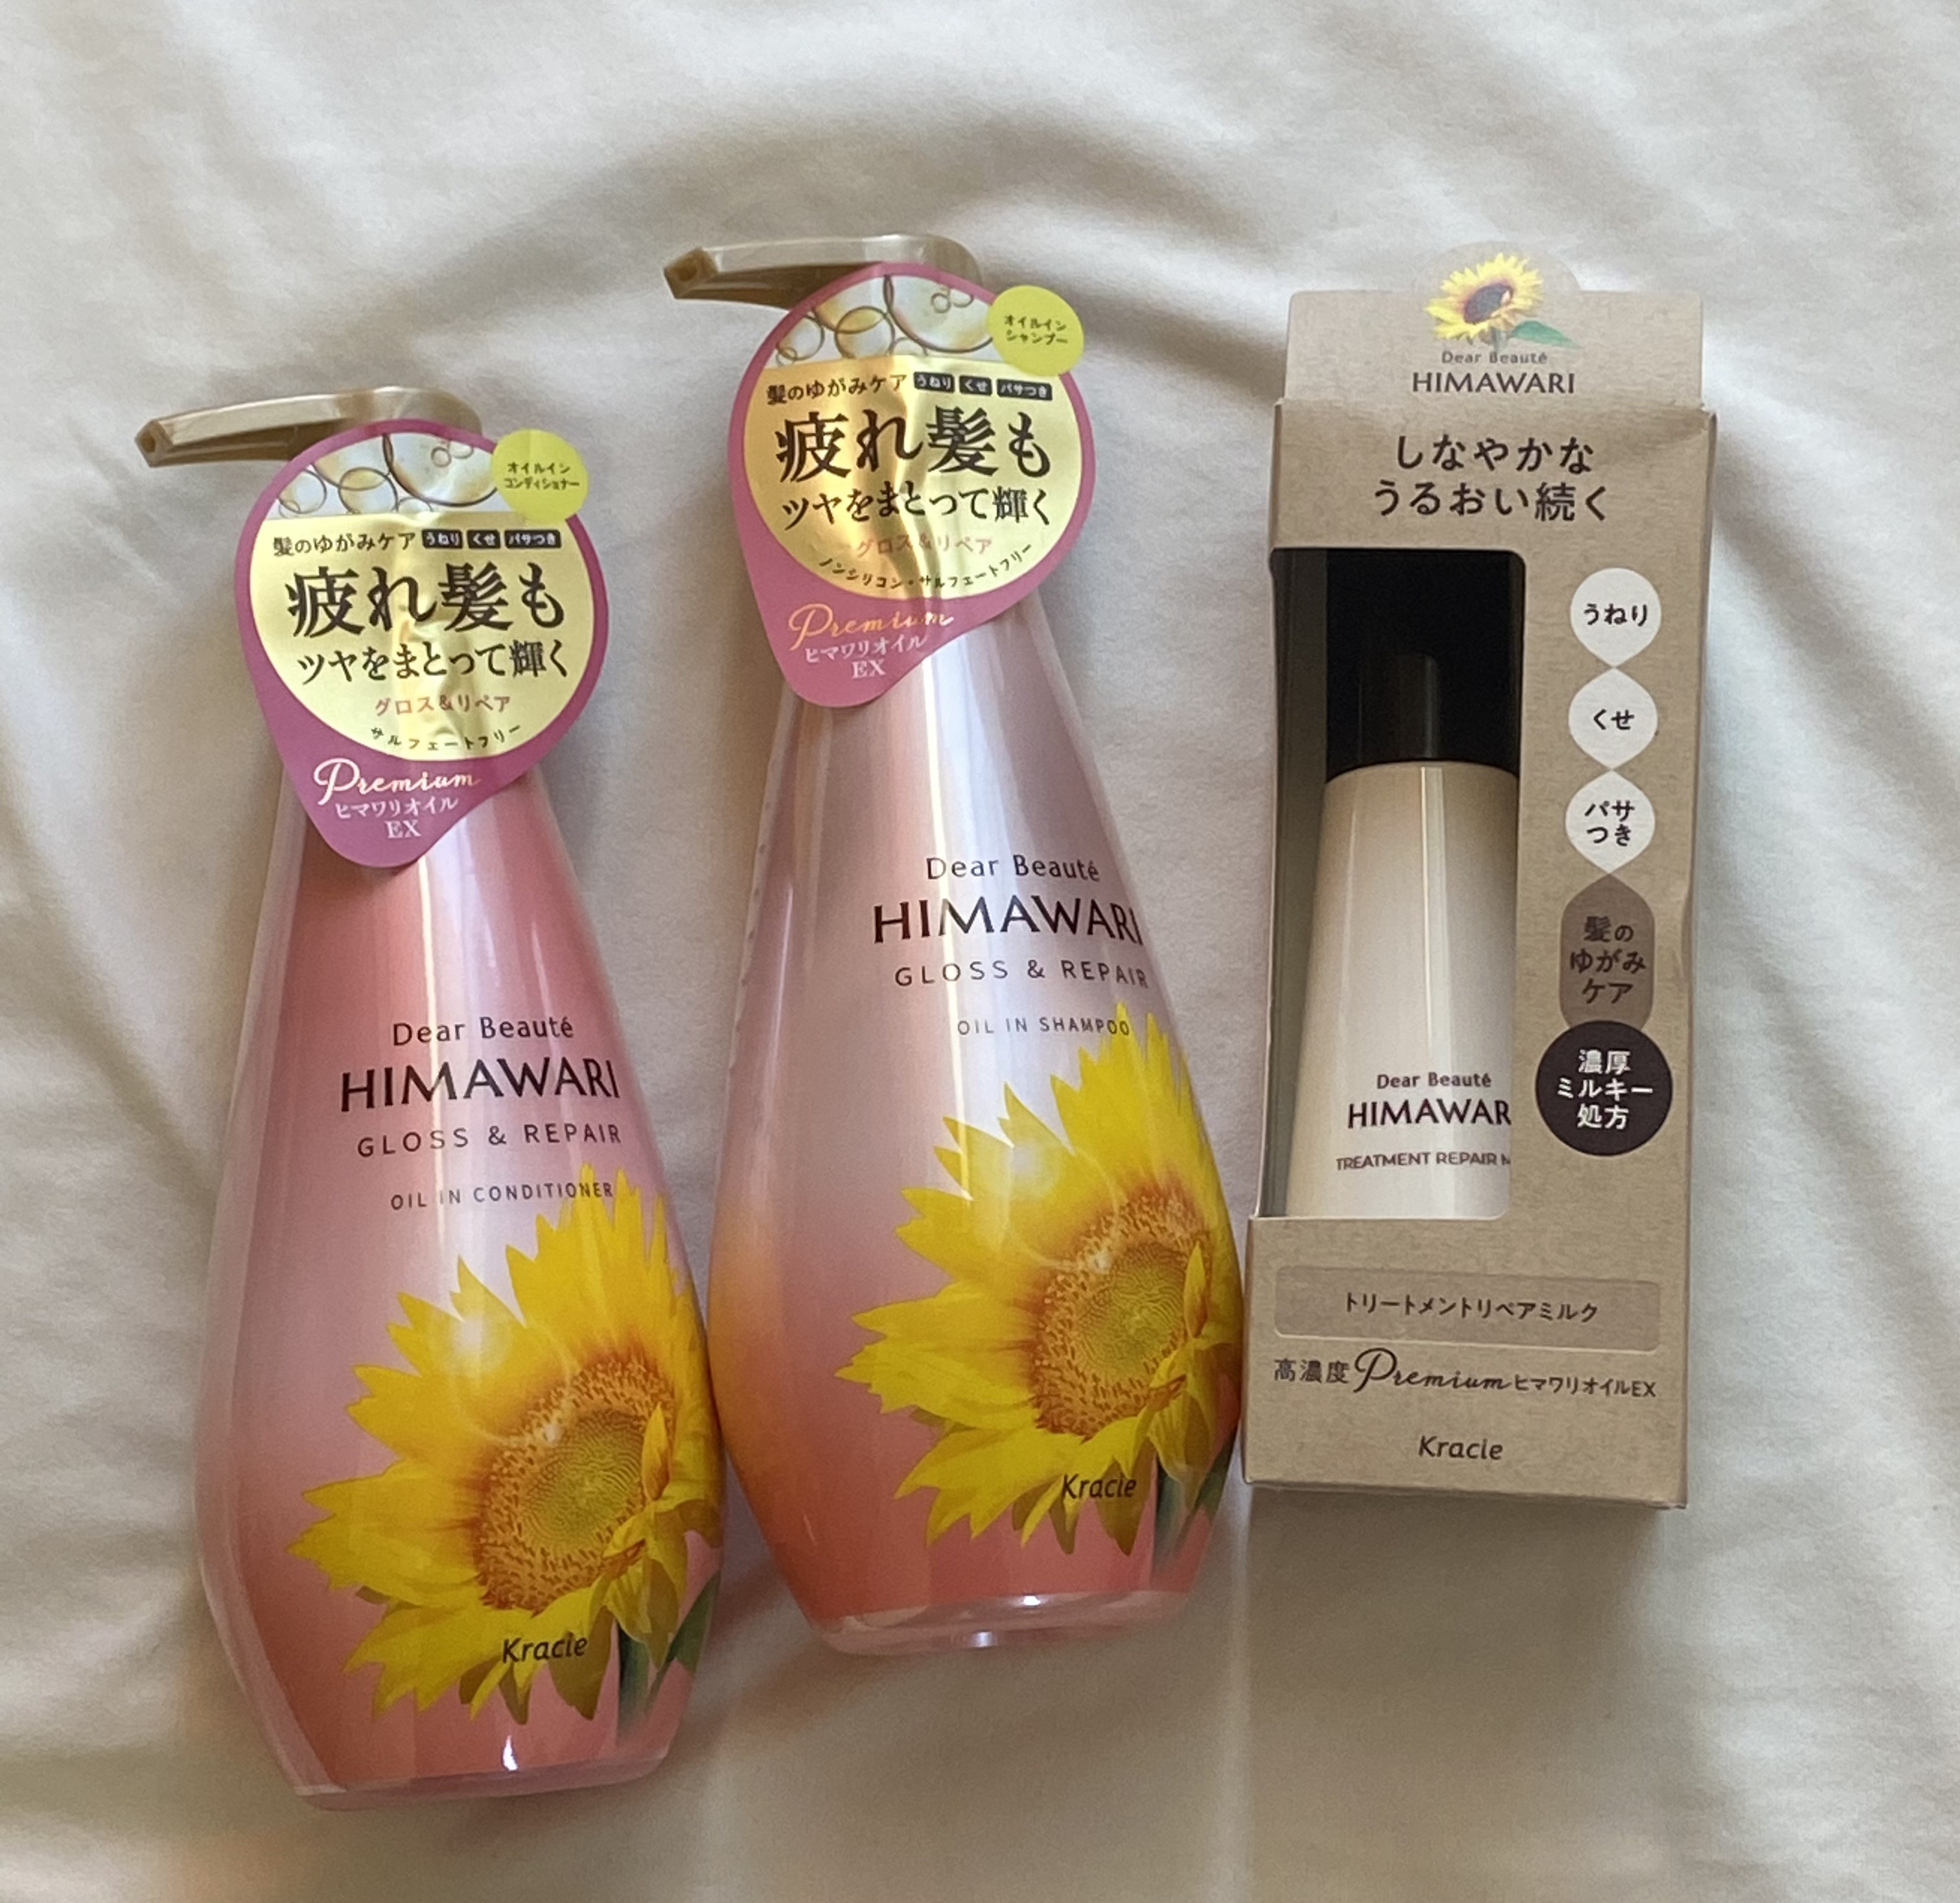 オイルイン
コンディショナー
髪のゆがみケア うねり くせ パサつき
疲れ髪も
ツヤをまとって輝く
グロス&リペア
サルフェートフリー
Premium
ヒマワリオイル
EX
Dear Beauté
HIMAWARI
GLOSS & REPAIR
OIL IN CONDITIONER
Kracie
オイルイン
シャンプー
髪のゆがみケア うねり くせ パサつき
疲れ髪も
ツヤをまとって輝く
グロス&リペア
ノンシリコン・サルフェートフリー
Premium
ヒマワリオイル
EX
Dear Beauté
HIMAWARI
GLOSS & REPAIR
OIL IN SHAMPOO
Kracie
Dear Beauté
HIMAWARI
しなやかな
うるおい続く
うねり
くせ
パサ
つき
髪の
ゆがみ
ケア
濃厚
ミルキー
処方
Dear Beauté
HIMAWAR
TREATMENT REPAIR M
トリートメントリペアミルク
高濃度PremiumヒマワリオイルEX
Kracie